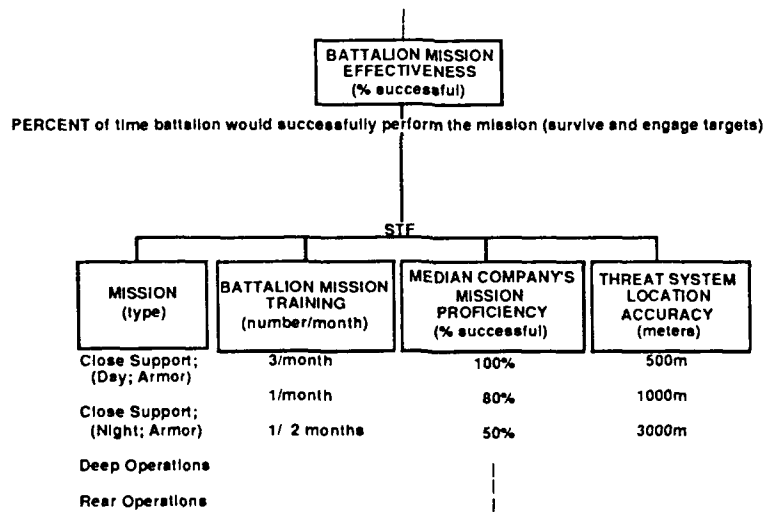 BATTALION MISSION
EFFECTIVENESS
(% successful)
PERCENT of time battalion would successfully perform the mission (survive and engage targets)
STF
MISSION
(type)
BATTALION MISSION
TRAINING
(number/month)
MEDIAN COMPANY'S
MISSION
PROFICIENCY
(% successful)
THREAT SYSTEM
LOCATION
ACCURACY
(meters)
Close Support;
(Day; Armor)
3/month
100%
500m
1/month
80%
1000m
Close Support;
(Night; Armor)
1/ 2 months
50%
3000m
Deep Operations
Rear Operations